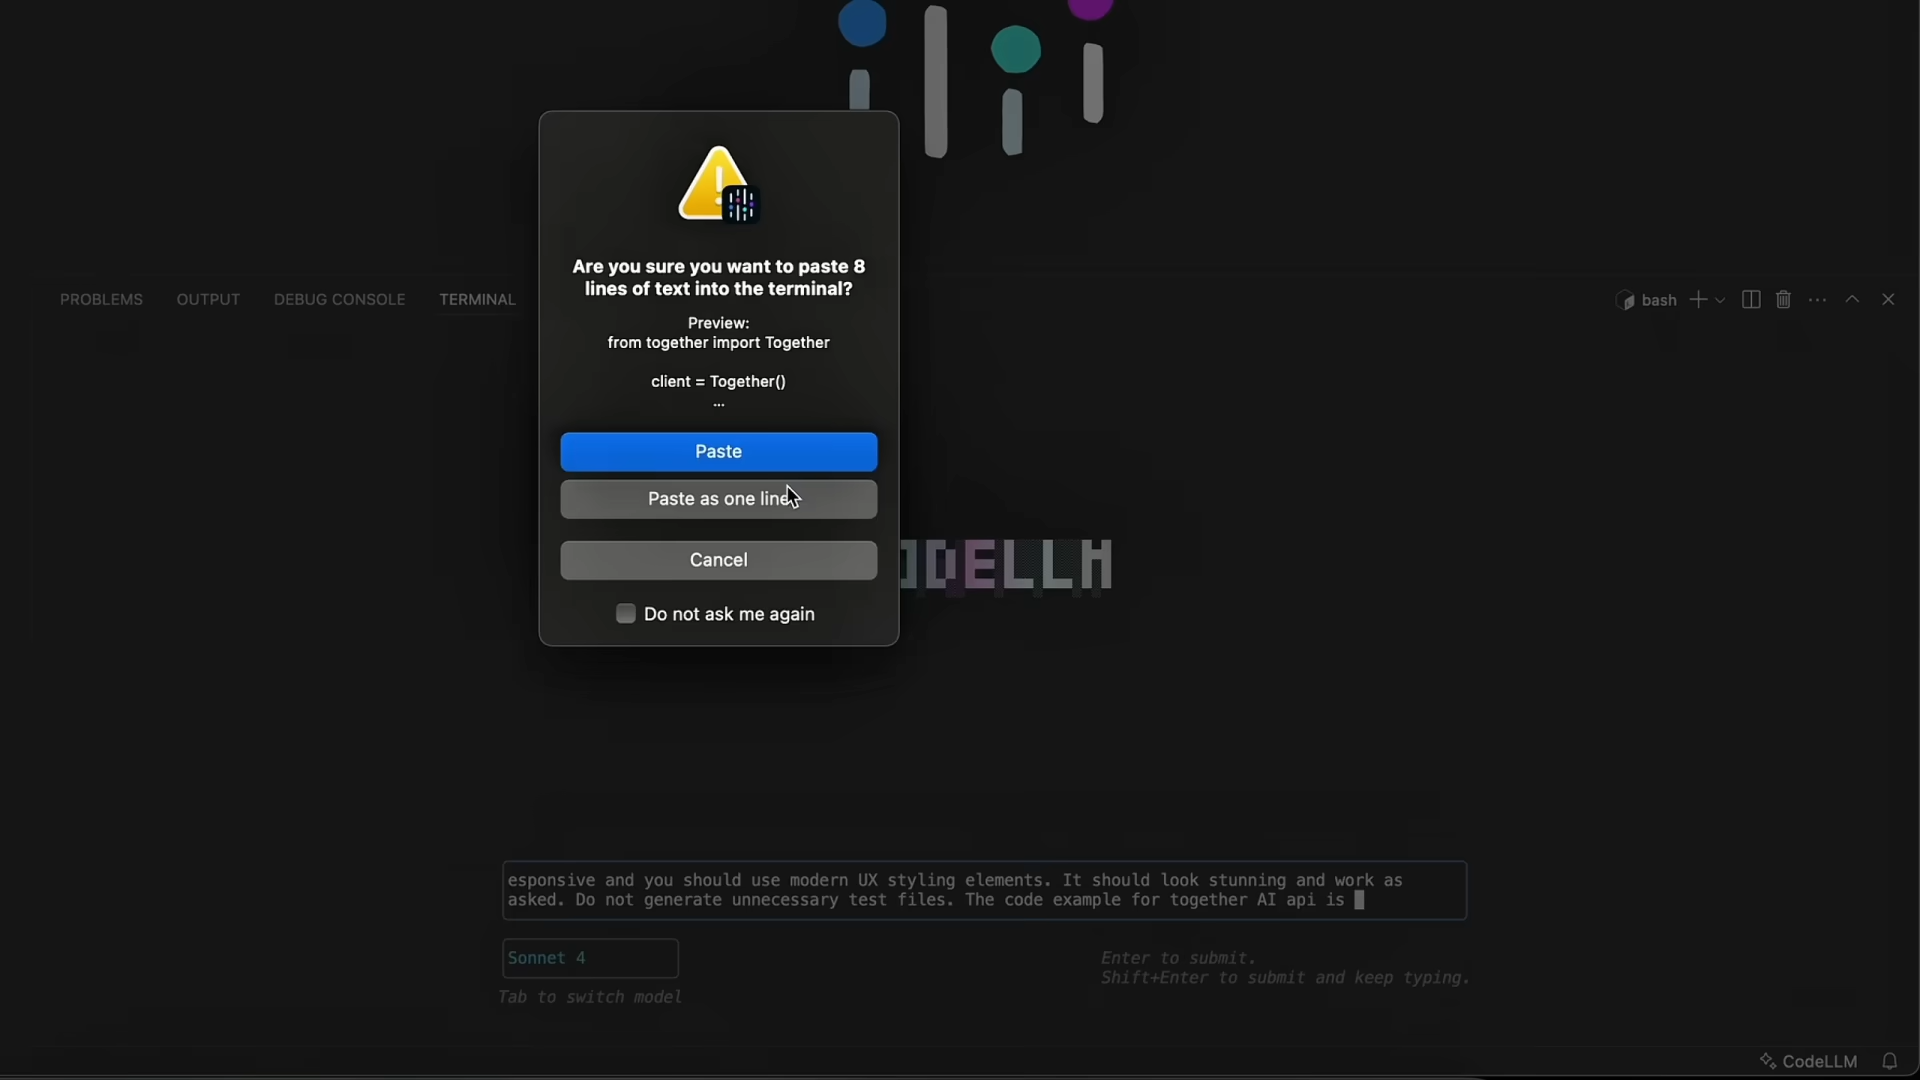 Are you sure you want to paste 8
lines of text into the terminal?
Preview:
from together import Together
client = Together()
...
Paste
Paste as one line
Cancel
Do not ask me again
PROBLEMS OUTPUT DEBUG CONSOLE TERMINAL
bash
ODELLM
esponsive and you should use modern UX styling elements. It should look stunning and work as
asked. Do not generate unnecessary test files. The code example for together AI api is
Sonnet 4
Tab to switch model
Enter to submit.
Shift+Enter to submit and keep typing.
CodeLLM